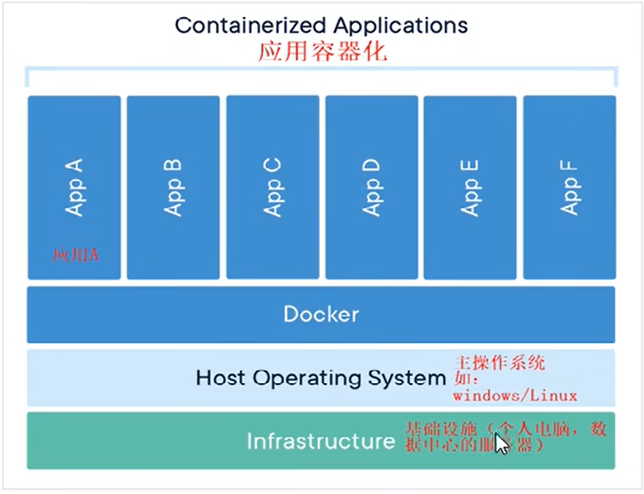 Containerized Applications
应用容器化
App A
App B
App C
App D
App E
App F
应用A
Docker
Host Operating System
主操作系统
如：
windows/Linux
Infrastructure
基础设施（个人电脑，数
据中心的服务器）